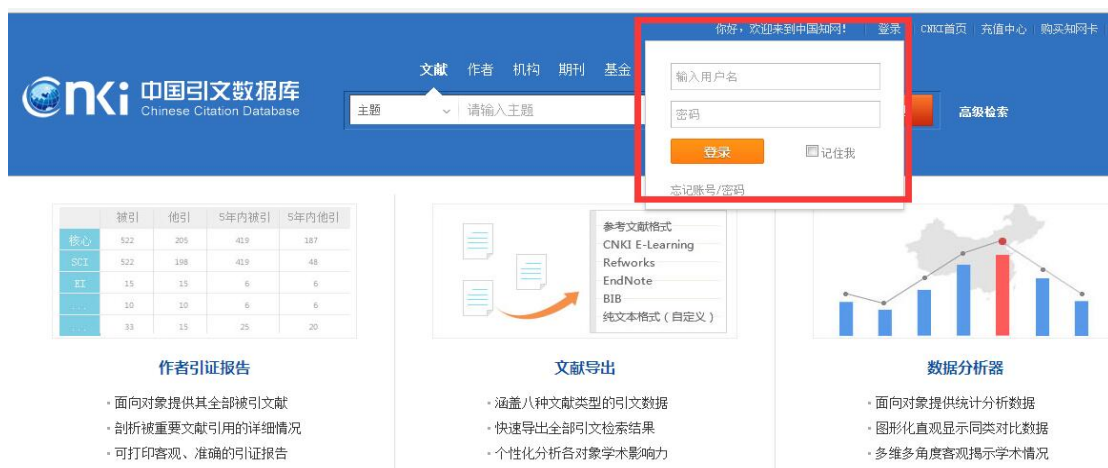 你好，欢迎来到中国知网！ 登录 CNKI首页 充值中心 购买知网卡
文献 作者 机构 期刊 基金
cnki 中国引文数据库
Chinese Citation Database
主题 请输入主题
高级检索
输入用户名
密码
登录 记住我
忘记账号/密码
被引 他引 5年内被引 5年内他引
核心 522 205 419 187
SCI 522 198 419 48
EI 15 15 6 6
... 10 10 6 6
... 33 15 25 20
参考文献格式
CNKI E-Learning
Refworks
EndNote
BIB
纯文本格式（自定义）
作者引证报告
· 面向对象提供其全部被引文献
· 剖析被重要文献引用的详细情况
· 可打印客观、准确的引证报告
文献导出
· 涵盖八种文献类型的引文数据
· 快速导出全部引文检索结果
· 个性化分析各对象学术影响力
数据分析器
· 面向对象提供统计分析数据
· 图形化直观显示同类对比数据
· 多维多角度客观揭示学术情况